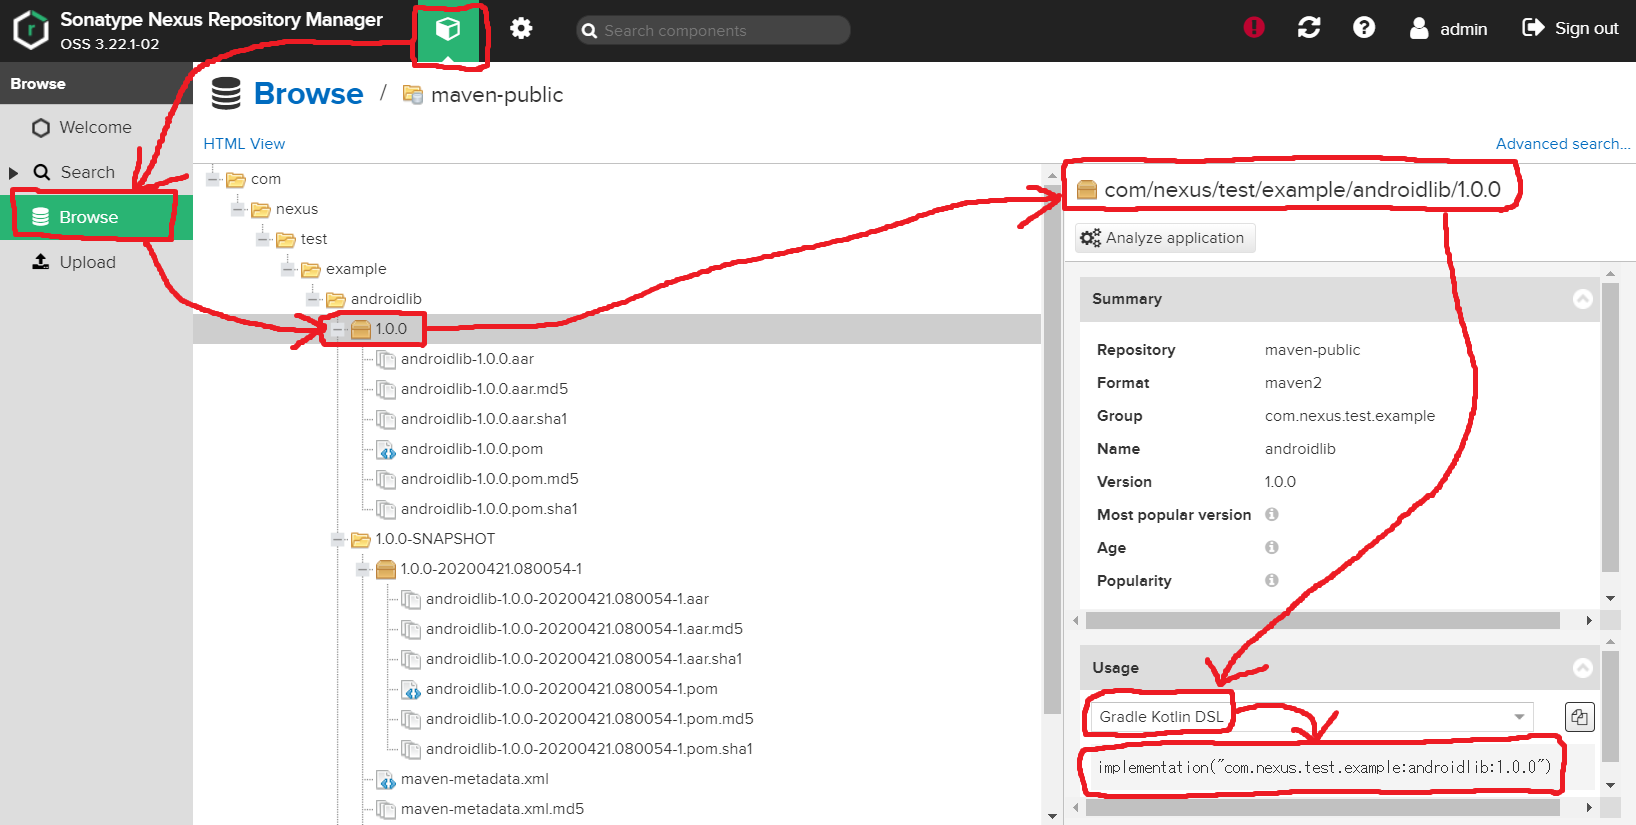 Sonatype Nexus Repository Manager
OSS 3.22.1-02
Search components
admin
Sign out
Browse
Welcome
Search
Browse
Upload
Browse / maven-public
HTML View
Advanced search...
com
nexus
test
example
androidlib
1.0.0
androidlib-1.0.0.aar
androidlib-1.0.0.aar.md5
androidlib-1.0.0.aar.sha1
androidlib-1.0.0.pom
androidlib-1.0.0.pom.md5
androidlib-1.0.0.pom.sha1
1.0.0-SNAPSHOT
1.0.0-20200421.080054-1
androidlib-1.0.0-20200421.080054-1.aar
androidlib-1.0.0-20200421.080054-1.aar.md5
androidlib-1.0.0-20200421.080054-1.aar.sha1
androidlib-1.0.0-20200421.080054-1.pom
androidlib-1.0.0-20200421.080054-1.pom.md5
androidlib-1.0.0-20200421.080054-1.pom.sha1
maven-metadata.xml
maven-metadata.xml.md5
com/nexus/test/example/androidlib/1.0.0
Analyze application
Summary
Repository maven-public
Format maven2
Group com.nexus.test.example
Name androidlib
Version 1.0.0
Most popular version
Age
Popularity
Usage
Gradle Kotlin DSL
implementation("com.nexus.test.example:androidlib:1.0.0")